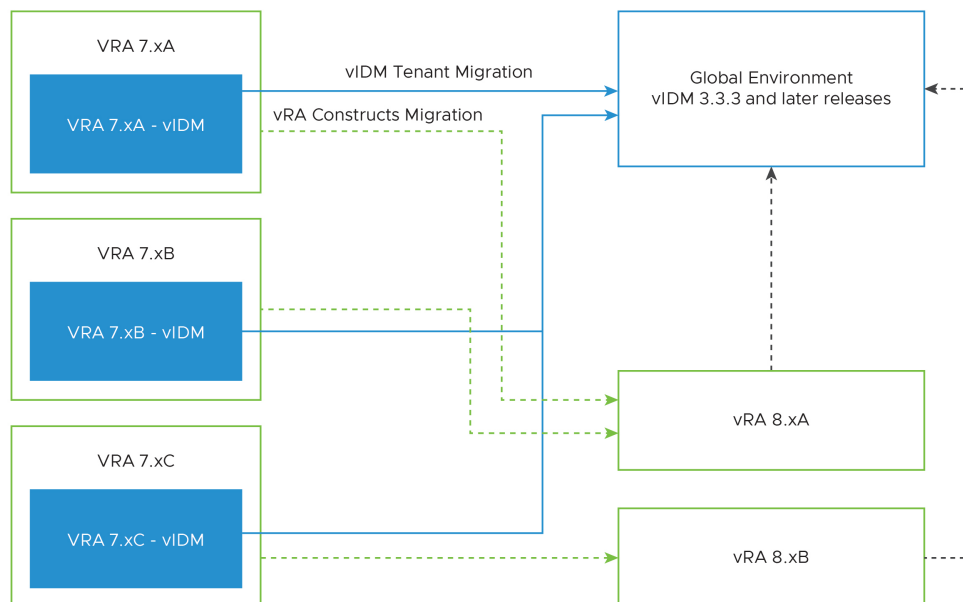 VRA 7.xA
VRA 7.xA - vIDM
vIDM Tenant Migration
vRA Constructs Migration
Global Environment
vIDM 3.3.3 and later releases
VRA 7.xB
VRA 7.xB - vIDM
vRA 8.xA
VRA 7.xC
VRA 7.xC - vIDM
vRA 8.xB